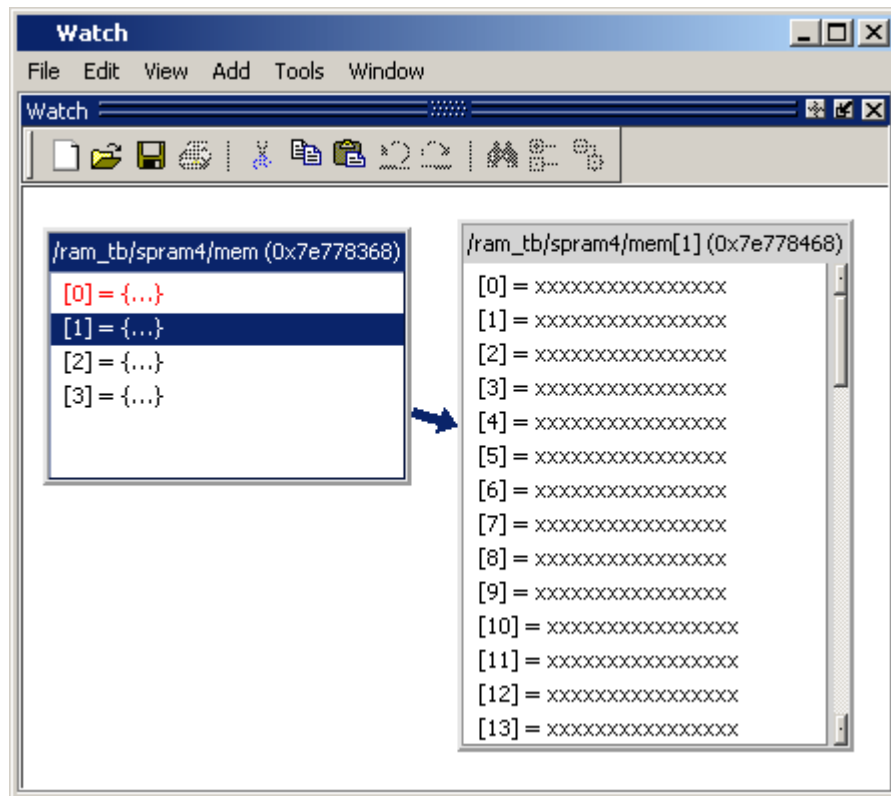 Watch
File Edit View Add Tools Window
Watch
/ram_tb/spram4/mem (0x7e778368)
[0] = {...}
[1] = {...}
[2] = {...}
[3] = {...}
/ram_tb/spram4/mem[1] (0x7e778468)
[0] = xxxxxxxxxxxxxxxx
[1] = xxxxxxxxxxxxxxxx
[2] = xxxxxxxxxxxxxxxx
[3] = xxxxxxxxxxxxxxxx
[4] = xxxxxxxxxxxxxxxx
[5] = xxxxxxxxxxxxxxxx
[6] = xxxxxxxxxxxxxxxx
[7] = xxxxxxxxxxxxxxxx
[8] = xxxxxxxxxxxxxxxx
[9] = xxxxxxxxxxxxxxxx
[10] = xxxxxxxxxxxxxxxx
[11] = xxxxxxxxxxxxxxxx
[12] = xxxxxxxxxxxxxxxx
[13] = xxxxxxxxxxxxxxxx